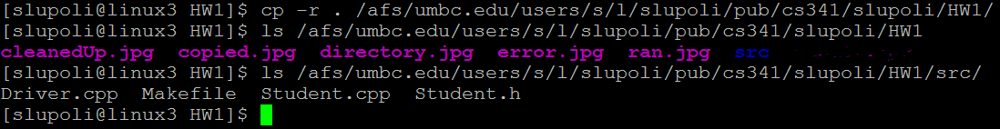 [slupoli@linux3 HW1]$ cp -r . /afs/umbc.edu/users/s/l/slupoli/pub/cs341/slupoli/HW1/
[slupoli@linux3 HW1]$ ls /afs/umbc.edu/users/s/l/slupoli/pub/cs341/slupoli/HW1
cleanedUp.jpg  copied.jpg  directory.jpg  error.jpg  ran.jpg  src
[slupoli@linux3 HW1]$ ls /afs/umbc.edu/users/s/l/slupoli/pub/cs341/slupoli/HW1/src/
Driver.cpp  Makefile  Student.cpp  Student.h
[slupoli@linux3 HW1]$